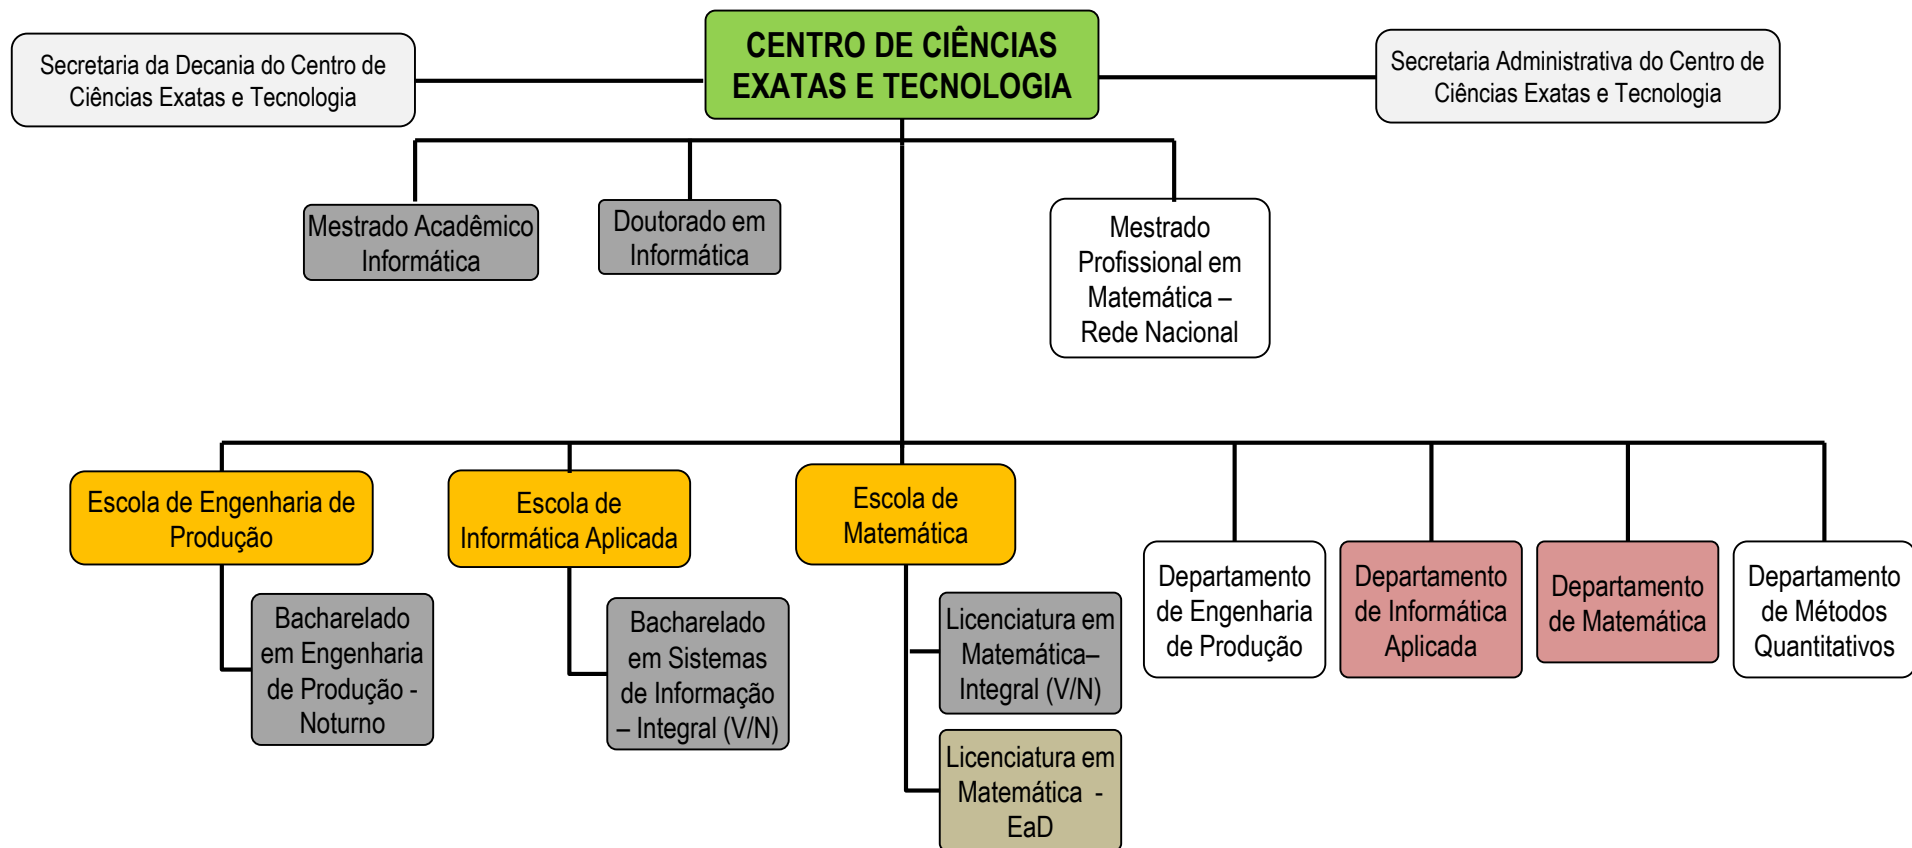 CENTRO DE CIÊNCIAS
EXATAS E TECNOLOGIA
Secretaria da Decania do Centro de
Ciências Exatas e Tecnologia
Secretaria Administrativa do Centro de
Ciências Exatas e Tecnologia
Mestrado Acadêmico
Informática
Doutorado em
Informática
Mestrado
Profissional em
Matemática –
Rede Nacional
Escola de Engenharia de
Produção
Escola de
Informática Aplicada
Escola de
Matemática
Departamento
de Engenharia
de Produção
Departamento
de Informática
Aplicada
Departamento
de Matemática
Departamento
de Métodos
Quantitativos
Bacharelado
em Engenharia
de Produção -
Noturno
Bacharelado
em Sistemas
de Informação
– Integral (V/N)
Licenciatura em
Matemática–
Integral (V/N)
Licenciatura em
Matemática -
EaD